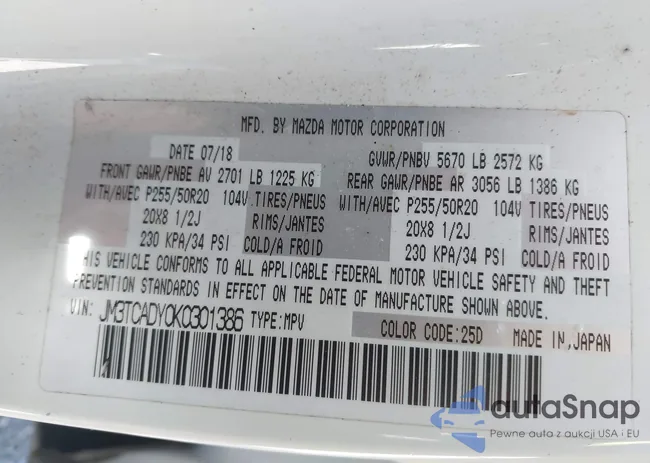 MFD. BY MAZDA MOTOR CORPORATION
DATE 07/18 GVWR/PNBV 5670 LB 2572 KG
FRONT GAWR/PNBE AV 2701 LB 1225 KG REAR GAWR/PNBE AR 3056 LB 1386 KG
WITH/AVEC P255/50R20 104V TIRES/PNEUS WITH/AVEC P255/50R20 104V TIRES/PNEUS
20X8 1/2J RIMS/JANTES 20X8 1/2J RIMS/JANTES
230 KPA/34 PSI COLD/A FROID 230 KPA/34 PSI COLD/A FROID
THIS VEHICLE CONFORMS TO ALL APPLICABLE FEDERAL MOTOR VEHICLE SAFETY AND THEFT
PREVENTION STANDARDS IN EFFECT ON THE DATE OF MANUFACTURE SHOWN ABOVE.
VIN: JM3TCADY0K0301386 TYPE:MPV COLOR CODE:25D MADE IN JAPAN
autoSnap
Pewne auta z aukcji USA i EU